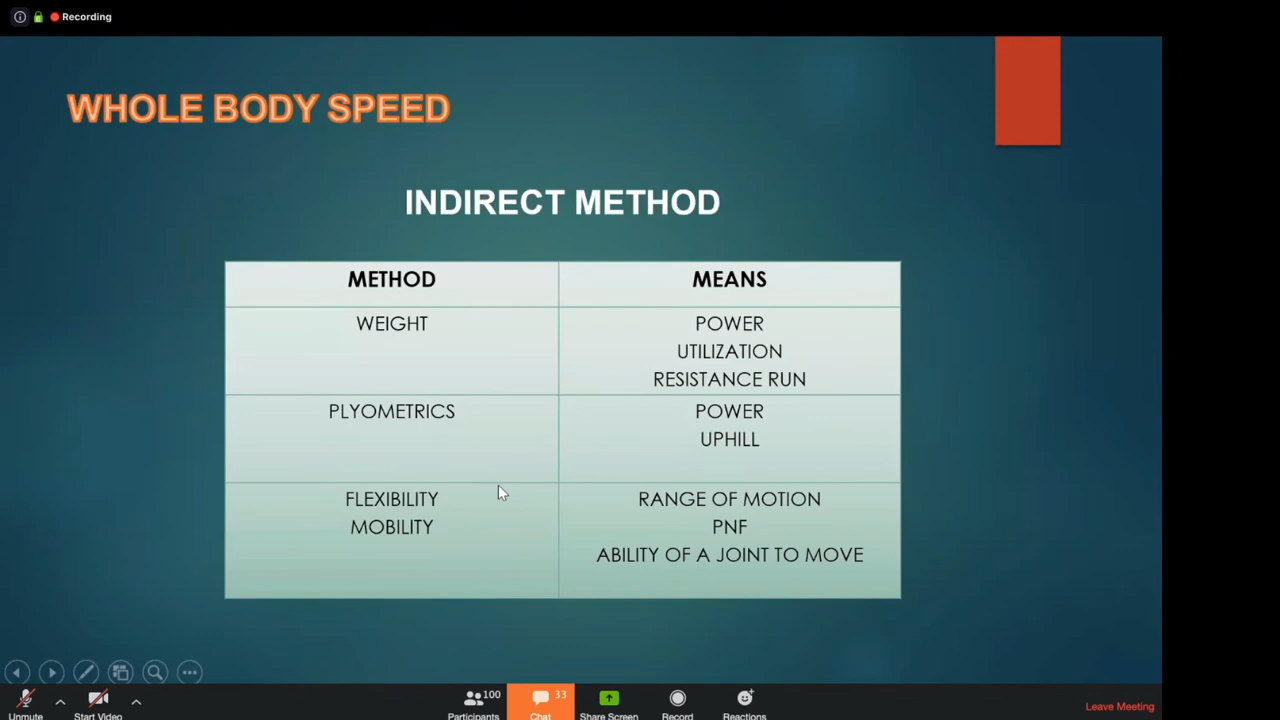 Recording
WHOLE BODY SPEED
INDIRECT METHOD
METHOD
MEANS
WEIGHT
POWER
UTILIZATION
RESISTANCE RUN
PLYOMETRICS
POWER
UPHILL
FLEXIBILITY
MOBILITY
RANGE OF MOTION
PNF
ABILITY OF A JOINT TO MOVE
Unmute
Start Video
100
Participants
33
Chat
Share Screen
Record
Reactions
Leave Meeting